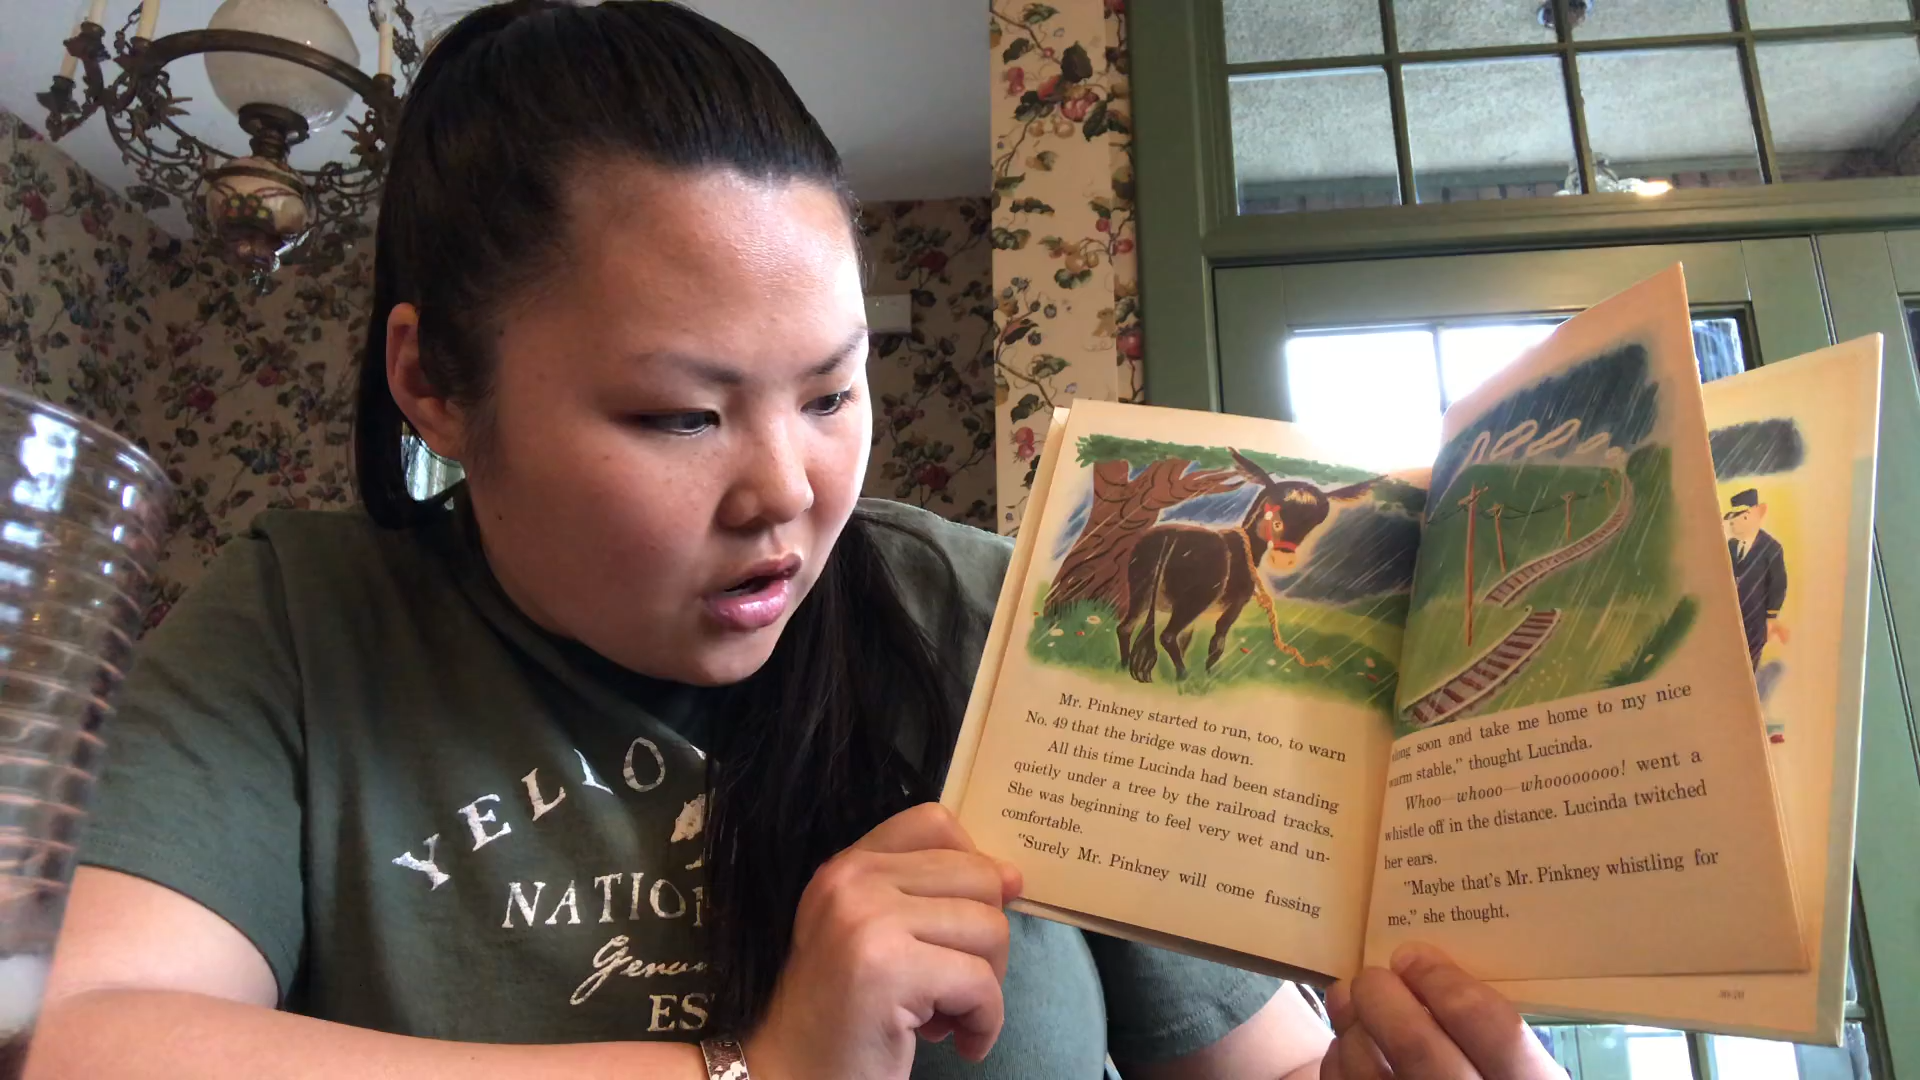 YELLO
NATIO
Genu
ES
Mr. Pinkney started to run, too, to warn
No. 49 that the bridge was down.
All this time Lucinda had been standing
quietly under a tree by the railroad tracks.
She was beginning to feel very wet and un-
comfortable.
"Surely Mr. Pinkney will come fussing
along soon and take me home to my nice
warm stable," thought Lucinda.
Whoo—whooo—whoooooooo! went a
whistle off in the distance. Lucinda twitched
her ears.
"Maybe that's Mr. Pinkney whistling for
me," she thought.